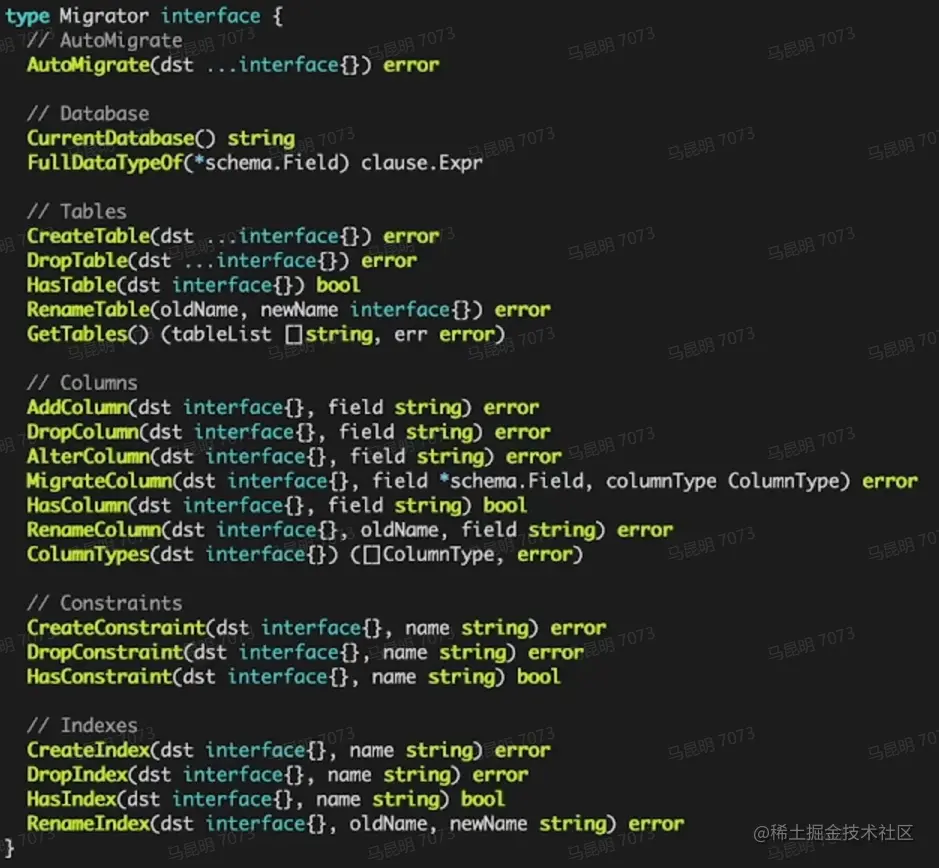 type Migrator interface {
// AutoMigrate
AutoMigrate(dst ...interface{}) error
// Database
CurrentDatabase() string
FullDataTypeOf(*schema.Field) clause.Expr
// Tables
CreateTable(dst ...interface{}) error
DropTable(dst ...interface{}) error
HasTable(dst interface{}) bool
RenameTable(oldName, newName interface{}) error
GetTables() (tableList []string, err error)
// Columns
AddColumn(dst interface{}, field string) error
DropColumn(dst interface{}, field string) error
AlterColumn(dst interface{}, field string) error
MigrateColumn(dst interface{}, field *schema.Field, columnType ColumnType) error
HasColumn(dst interface{}, field string) bool
RenameColumn(dst interface{}, oldName, field string) error
ColumnTypes(dst interface{}) ([]ColumnType, error)
// Constraints
CreateConstraint(dst interface{}, name string) error
DropConstraint(dst interface{}, name string) error
HasConstraint(dst interface{}, name string) bool
// Indexes
CreateIndex(dst interface{}, name string) error
DropIndex(dst interface{}, name string) error
HasIndex(dst interface{}, name string) bool
RenameIndex(dst interface{}, oldName, newName string) error
}
@稀土掘金技术社区
马昆明 7073